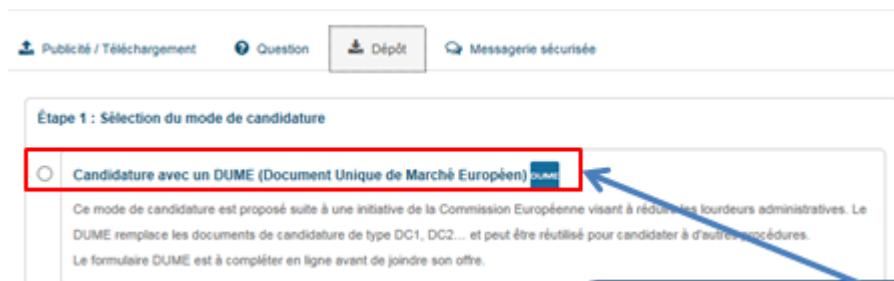 Publicité / Téléchargement Question Dépôt Messagerie sécurisée
Étape 1 : Sélection du mode de candidature
Candidature avec un DUME (Document Unique de Marché Européen) DUME
Ce mode de candidature est proposé suite à une initiative de la Commission Européenne visant à réduire les lourdeurs administratives. Le
DUME remplace les documents de candidature de type DC1, DC2... et peut être réutilisé pour candidater à d'autres procédures.
Le formulaire DUME est à compléter en ligne avant de joindre son offre.